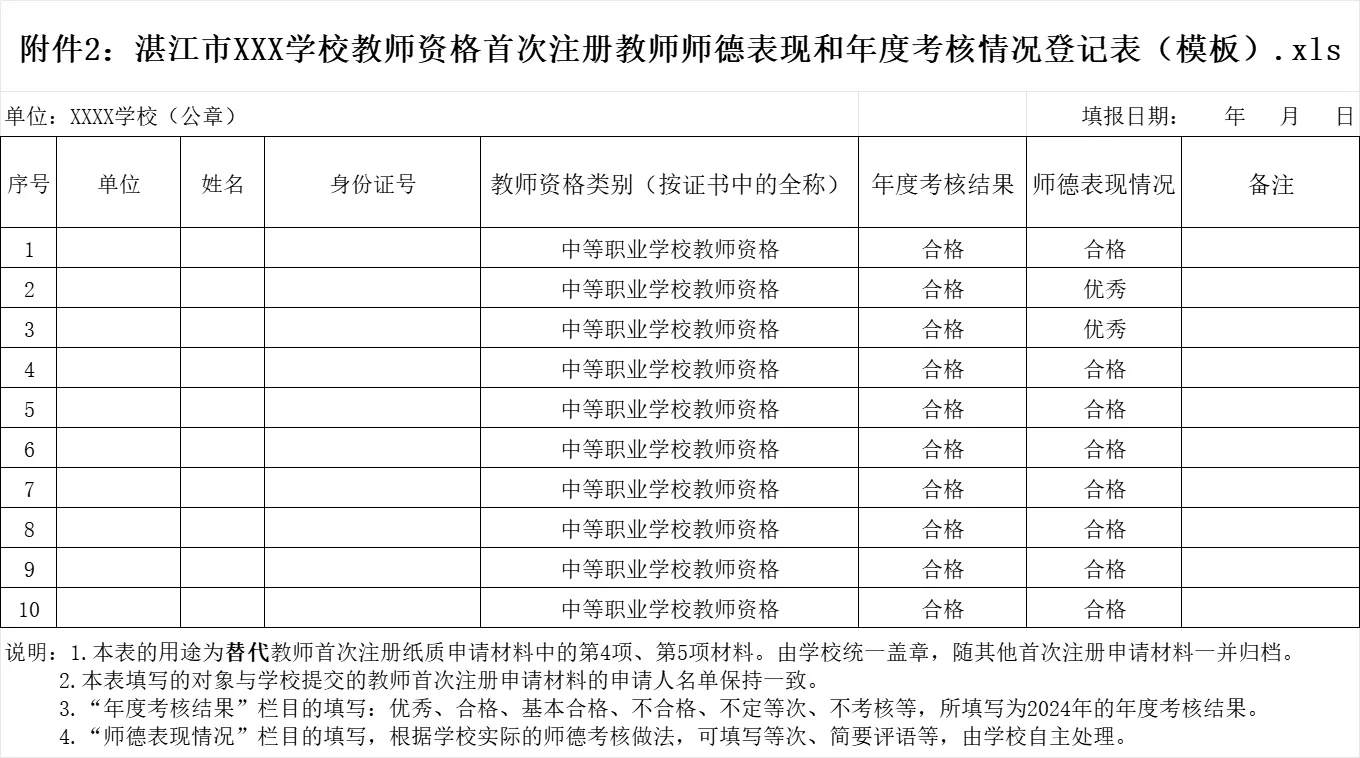 附件2：湛江市XXX学校教师资格首次注册教师师德表现和年度考核情况登记表（模板）.xls
单位：XXXX学校（公章） 填报日期： 年 月 日
序号 单位 姓名 身份证号 教师资格类别（按证书中的全称） 年度考核结果 师德表现情况 备注
1 中等职业学校教师资格 合格 合格
2 中等职业学校教师资格 合格 优秀
3 中等职业学校教师资格 合格 优秀
4 中等职业学校教师资格 合格 合格
5 中等职业学校教师资格 合格 合格
6 中等职业学校教师资格 合格 合格
7 中等职业学校教师资格 合格 合格
8 中等职业学校教师资格 合格 合格
9 中等职业学校教师资格 合格 合格
10 中等职业学校教师资格 合格 合格
说明：1.本表的用途为替代教师首次注册纸质申请材料中的第4项、第5项材料。由学校统一盖章，随其他首次注册申请材料一并归档。
2.本表填写的对象与学校提交的教师首次注册申请材料的申请人名单保持一致。
3.“年度考核结果”栏目的填写：优秀、合格、基本合格、不合格、不定等次、不考核等，所填写为2024年的年度考核结果。
4.“师德表现情况”栏目的填写，根据学校实际的师德考核做法，可填写等次、简要评语等，由学校自主处理。